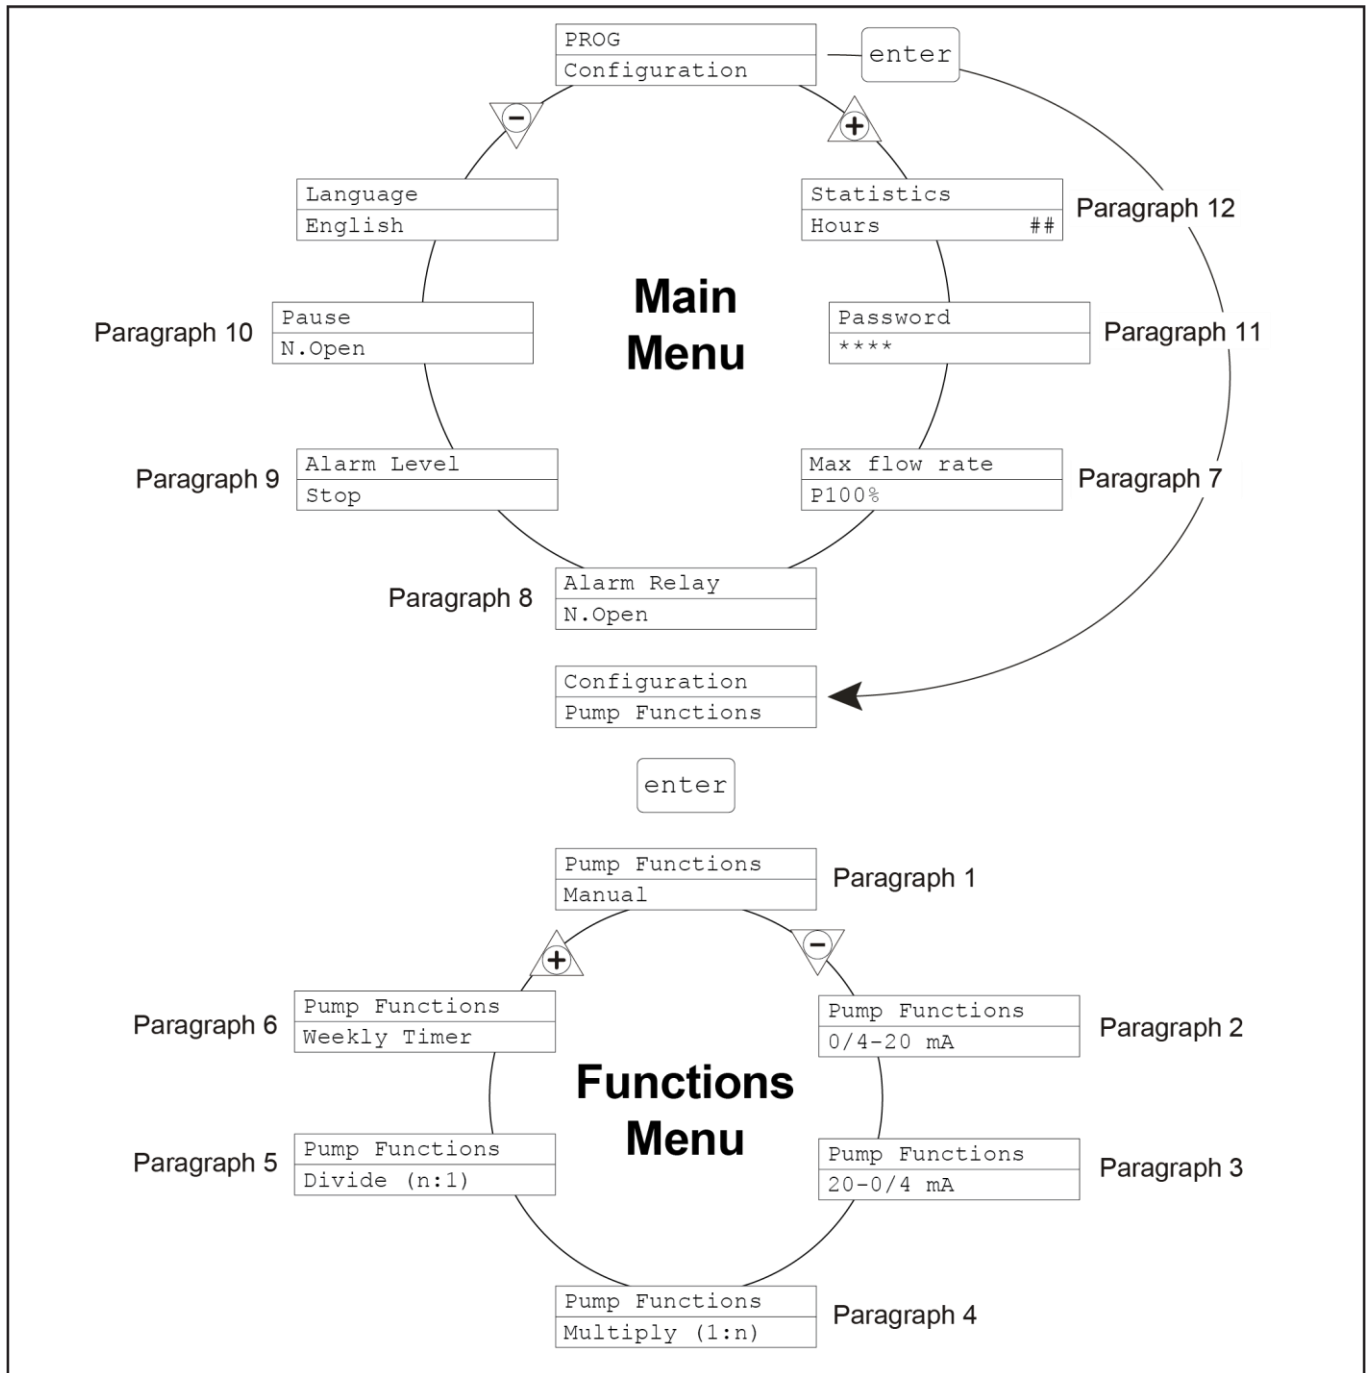 PROG
Configuration
enter
−
+
Language
English
Statistics
Hours ##
Paragraph 12
Main
Menu
Paragraph 10
Pause
N.Open
Password
****
Paragraph 11
Paragraph 9
Alarm Level
Stop
Max flow rate
P100%
Paragraph 7
Paragraph 8
Alarm Relay
N.Open
Configuration
Pump Functions
enter
Pump Functions
Manual
Paragraph 1
+
−
Paragraph 6
Pump Functions
Weekly Timer
Pump Functions
0/4-20 mA
Paragraph 2
Functions
Menu
Paragraph 5
Pump Functions
Divide (n:1)
Pump Functions
20-0/4 mA
Paragraph 3
Pump Functions
Multiply (1:n)
Paragraph 4